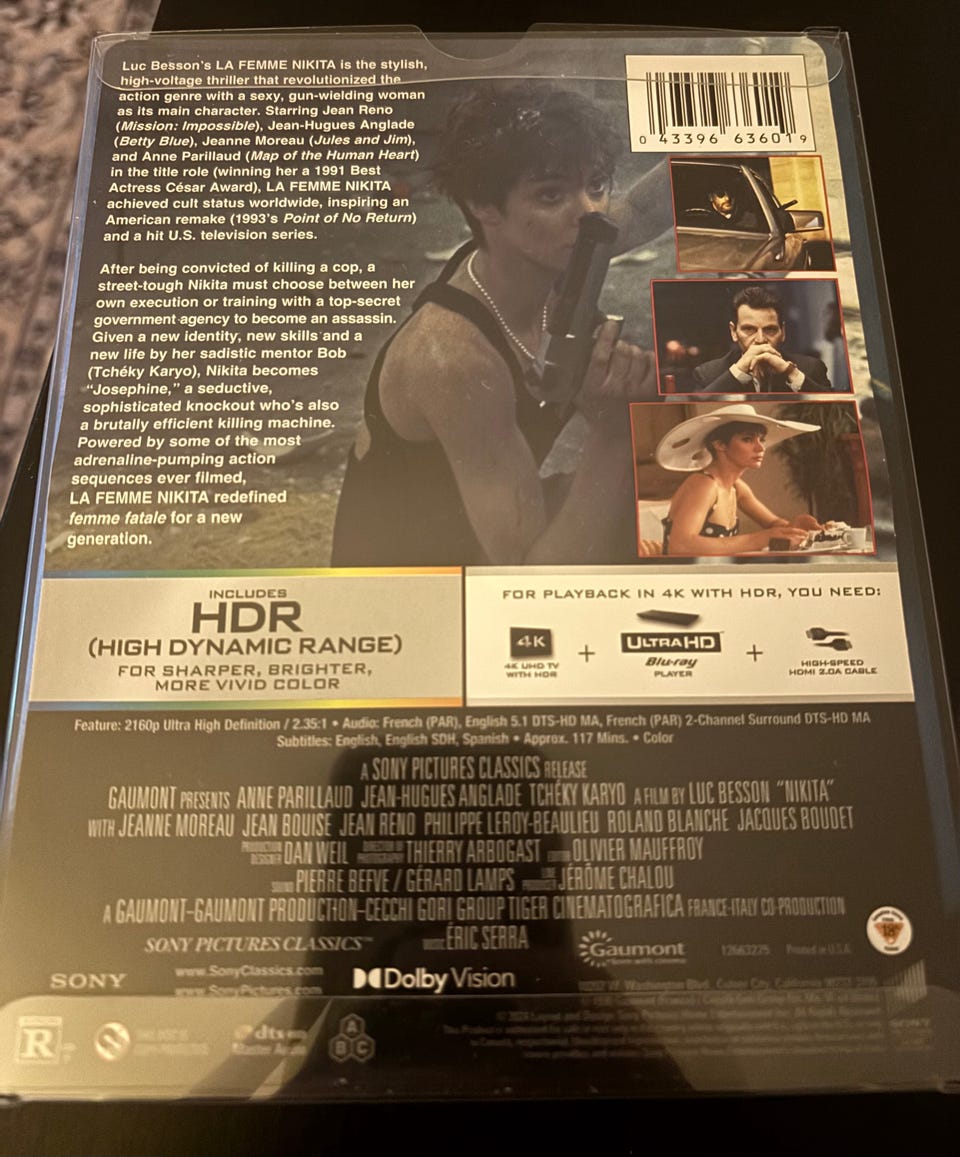 Luc Besson's LA FEMME NIKITA is the stylish,
high-voltage thriller that revolutionized the
action genre with a sexy, gun-wielding woman
as its main character. Starring Jean Reno
(Mission: Impossible), Jean-Hugues Anglade
(Betty Blue), Jeanne Moreau (Jules and Jim),
and Anne Parillaud (Map of the Human Heart)
in the title role (winning her a 1991 Best
Actress César Award), LA FEMME NIKITA
achieved cult status worldwide, inspiring an
American remake (1993's Point of No Return)
and a hit U.S. television series.
After being convicted of killing a cop, a
street-tough Nikita must choose between her
own execution or training with a top-secret
government agency to become an assassin.
Given a new identity, new skills and a
new life by her sadistic mentor Bob
(Tchéky Karyo), Nikita becomes
"Josephine," a seductive,
sophisticated knockout who's also
a brutally efficient killing machine.
Powered by some of the most
adrenaline-pumping action
sequences ever filmed,
LA FEMME NIKITA redefined
femme fatale for a new
generation.
0 43396 63601 9
INCLUDES
HDR
(HIGH DYNAMIC RANGE)
FOR SHARPER, BRIGHTER,
MORE VIVID COLOR
FOR PLAYBACK IN 4K WITH HDR, YOU NEED:
4K
4K UHD TV
WITH HDR
+
ULTRA HD
Blu-ray
PLAYER
+
HIGH-SPEED
HDMI 2.0A CABLE
Feature: 2160p Ultra High Definition / 2.35:1 • Audio: French (PAR), English 5.1 DTS-HD MA, French (PAR) 2-Channel Surround DTS-HD MA
Subtitles: English, English SDH, Spanish • Approx. 117 Mins. • Color
A SONY PICTURES CLASSICS RELEASE
GAUMONT PRESENTS ANNE PARILLAUD JEAN-HUGUES ANGLADE TCHÉKY KARYO A FILM BY LUC BESSON "NIKITA"
WITH JEANNE MOREAU JEAN BOUISE JEAN RENO PHILIPPE LEROY-BEAULIEU ROLAND BLANCHE JACQUES BOUDET
PRODUCTION DESIGNER DAN WEIL DIRECTOR OF PHOTOGRAPHY THIERRY ARBOGAST EDITOR OLIVIER MAUFFROY
SOUND PIERRE BEFVE / GÉRARD LAMPS LINE PRODUCER JÉRÔME CHALOU
A GAUMONT-GAUMONT PRODUCTION-CECCHI GORI GROUP TIGER CINEMATOGRAFICA FRANCE-ITALY CO-PRODUCTION
MUSIC ÉRIC SERRA
SONY PICTURES CLASSICS™
Gaumont
born with cinema
12663225 Printed in U.S.A.
18
SONY
www.SonyClassics.com
www.SonyPictures.com
Dolby Vision
R
dts
A
B C